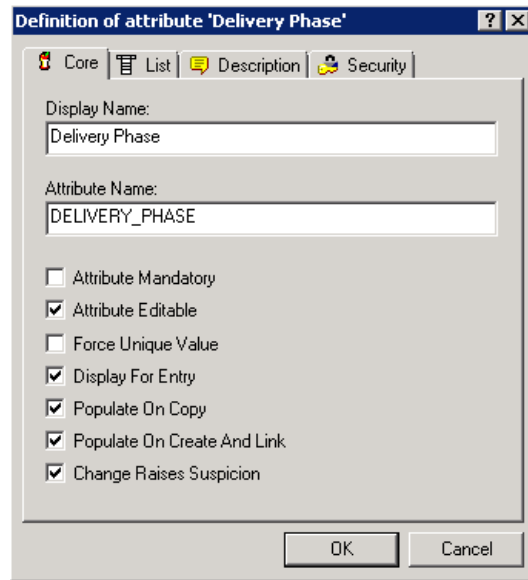 Definition of attribute 'Delivery Phase'
Core List Description Security
Display Name:
Delivery Phase
Attribute Name:
DELIVERY_PHASE
Attribute Mandatory
Attribute Editable
Force Unique Value
Display For Entry
Populate On Copy
Populate On Create And Link
Change Raises Suspicion
OK Cancel